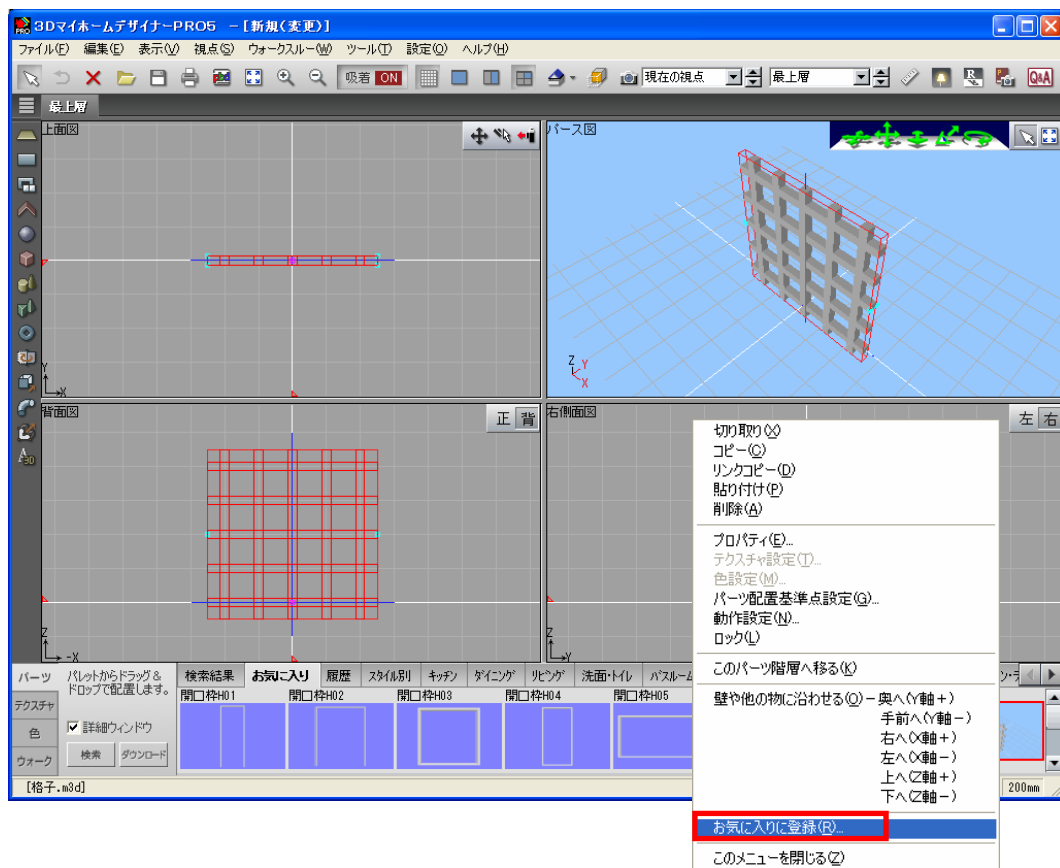 3DマイホームデザイナーPRO5 －[新規(変更)]
ファイル(F) 編集(E) 表示(V) 視点(S) ウォークスルー(W) ツール(T) 設定(O) ヘルプ(H)
吸着 ON 現在の視点 最上層 Q&A
最上層
上面図
パース図
Z Y
X
Y
X
背面図 正 背
右側面図 左 右
Z
-X
Z
Y
切り取り(X)
コピー(C)
リンクコピー(D)
貼り付け(P)
削除(A)
プロパティ(E)...
テクスチャ設定(T)...
色設定(M)...
パーツ配置基準点設定(G)...
動作設定(N)...
ロック(L)
このパーツ階層へ移る(K)
壁や他の物に沿わせる(O)－奥へ(Y軸＋)
手前へ(Y軸－)
右へ(X軸＋)
左へ(X軸－)
上へ(Z軸＋)
下へ(Z軸－)
お気に入りに登録(R)...
このメニューを閉じる(Z)
パーツ
テクスチャ
色
ウォーク
パレットからドラッグ＆
ドロップで配置します。
詳細ウィンドウ
検索 ダウンロード
検索結果 お気に入り 履歴 スタイル別 キッチン ダイニング リビング 洗面・トイレ バスルーム
開口枠H01 開口枠H02 開口枠H03 開口枠H04 開口枠H05
[格子.m3d]
200mm